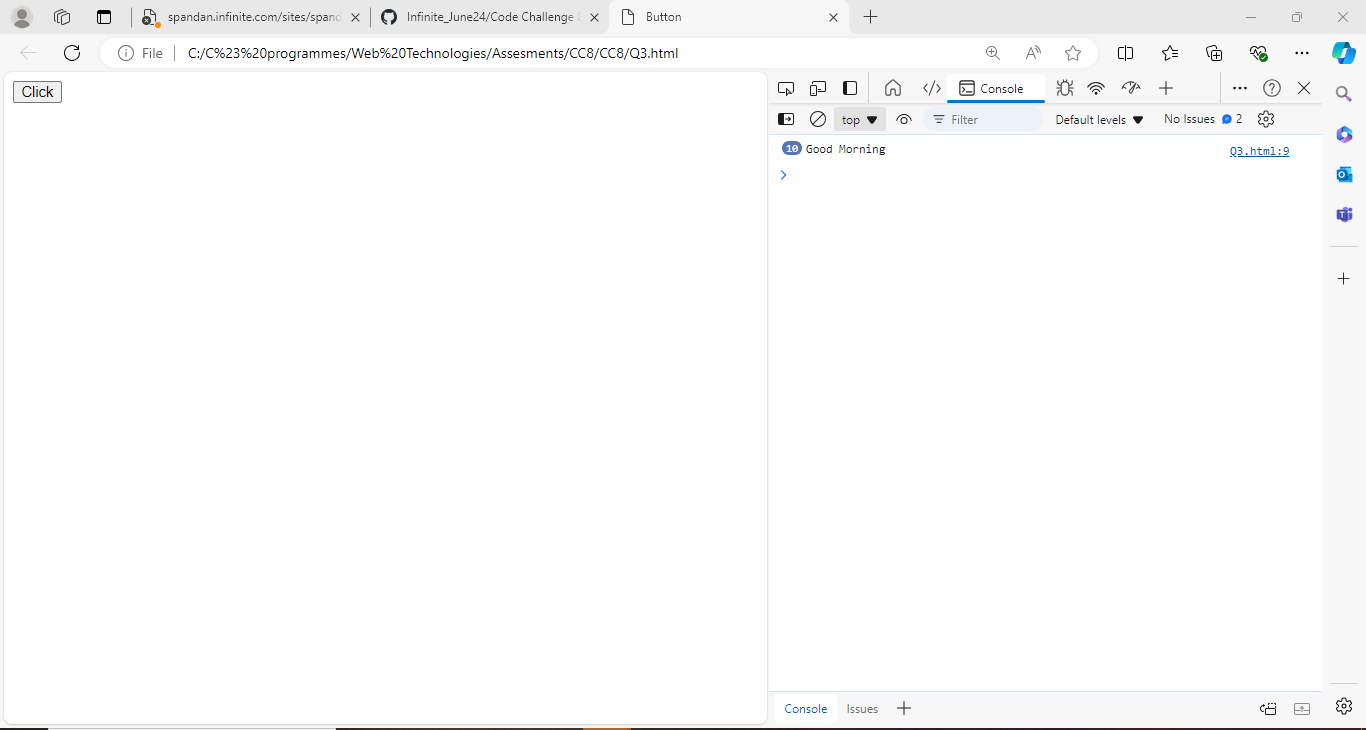 spandan.infinite.com/sites/spand
Infinite_June24/Code Challenge 8
Button
File
C:/C%23%20programmes/Web%20Technologies/Assesments/CC8/CC8/Q3.html
Click
Console
top
Filter
Default levels
No Issues
2
10
Good Morning
Q3.html:9
Console
Issues